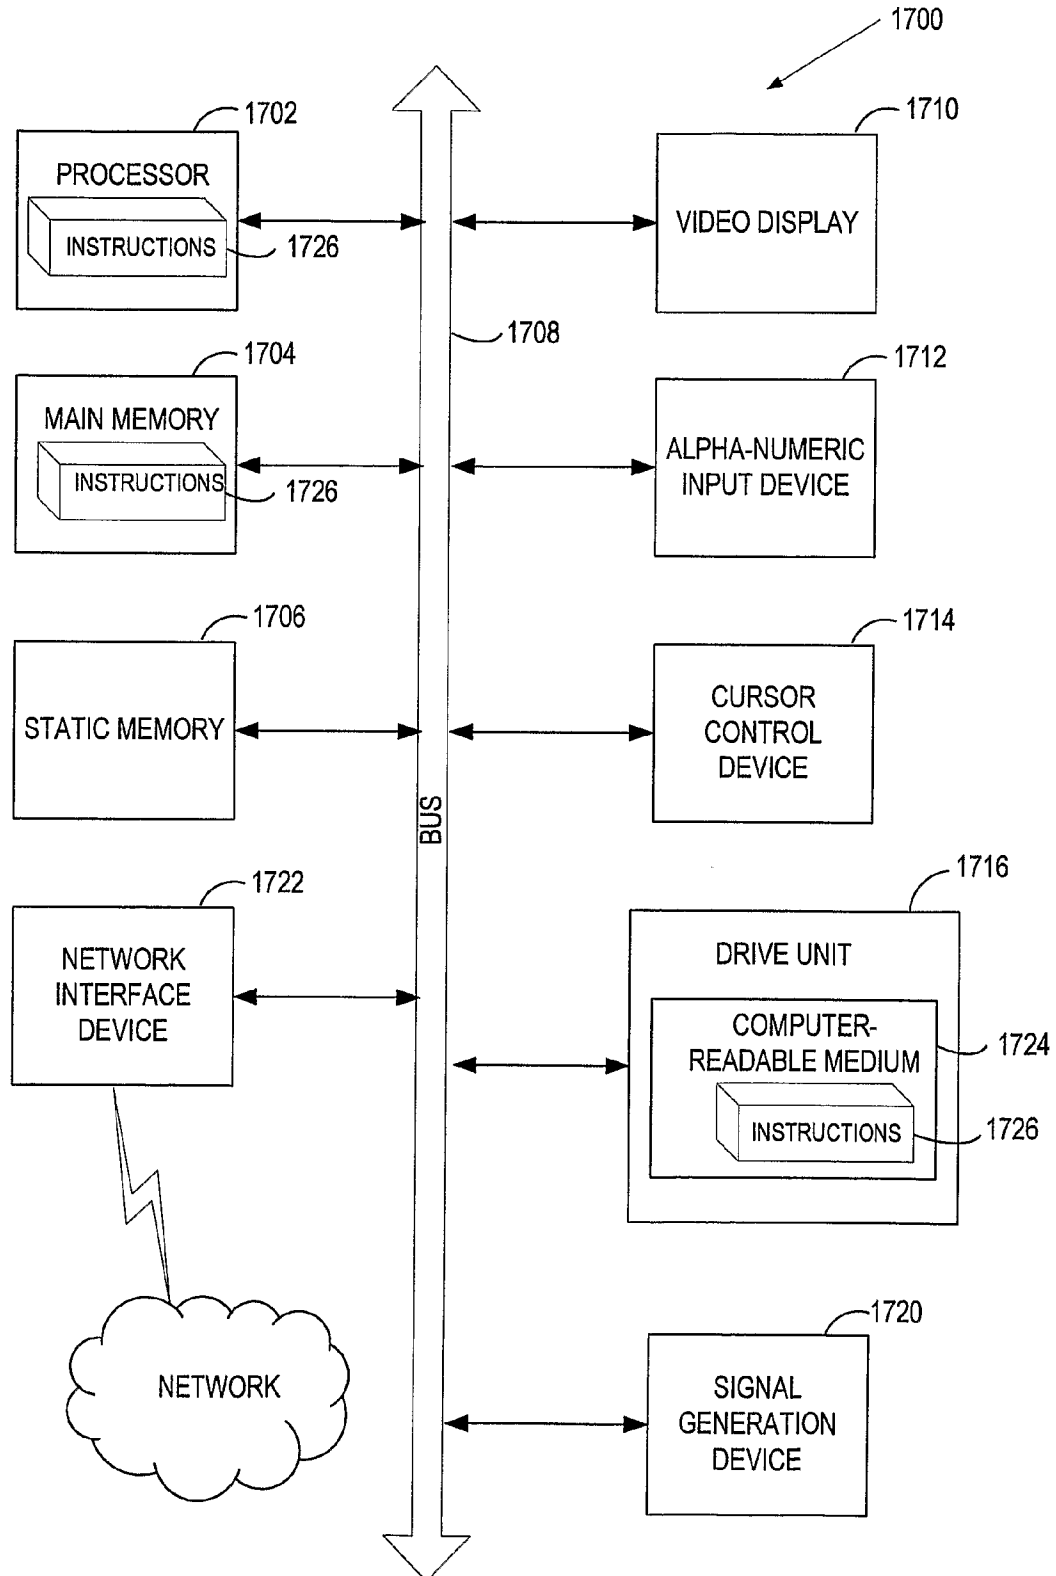 1700
1702
PROCESSOR
INSTRUCTIONS
1726
1710
VIDEO DISPLAY
1708
1704
MAIN MEMORY
INSTRUCTIONS
1726
1712
ALPHA-NUMERIC
INPUT DEVICE
1706
STATIC MEMORY
1714
CURSOR
CONTROL
DEVICE
BUS
1722
NETWORK
INTERFACE
DEVICE
1716
DRIVE UNIT
COMPUTER-
READABLE MEDIUM
1724
INSTRUCTIONS
1726
NETWORK
1720
SIGNAL
GENERATION
DEVICE